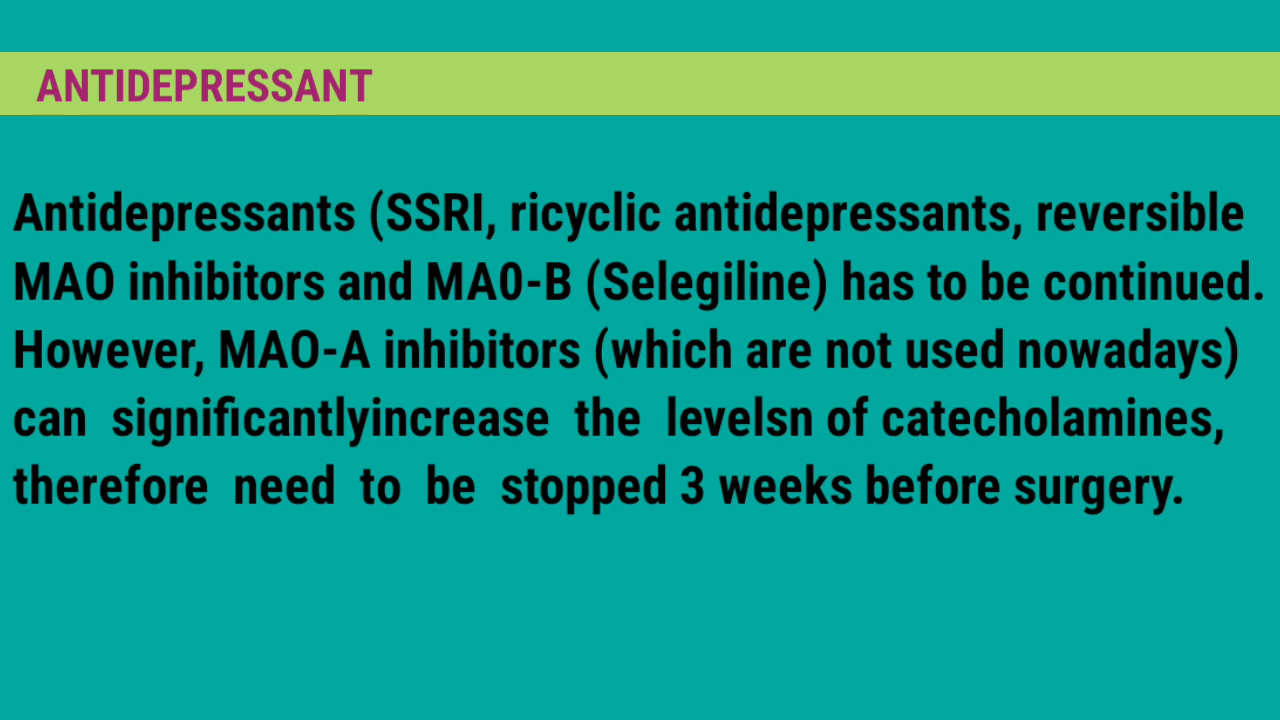 ANTIDEPRESSANT
Antidepressants (SSRI, ricyclic antidepressants, reversible
MAO inhibitors and MA0-B (Selegiline) has to be continued.
However, MAO-A inhibitors (which are not used nowadays)
can significantlyincrease the levelsn of catecholamines,
therefore need to be stopped 3 weeks before surgery.